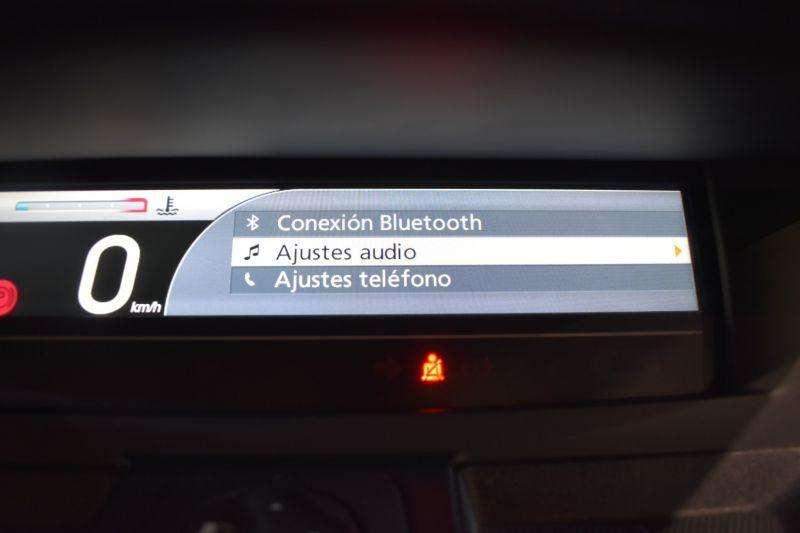 Conexión Bluetooth
Ajustes audio
Ajustes teléfono
0
km/h